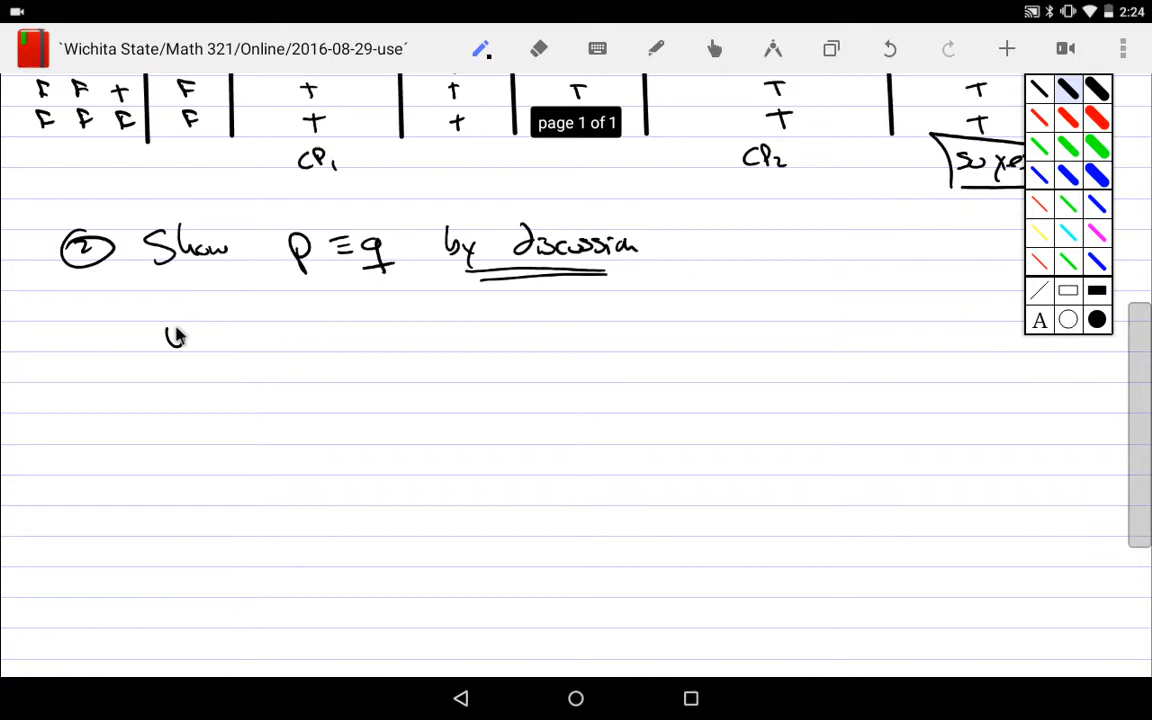 2:24
`Wichita State/Math 321/Online/2016-08-29-use´
F F T F T T T T T
F F F F T T T T
page 1 of 1
CP₁ CP₂
② Show p ≡ q by discussion
A